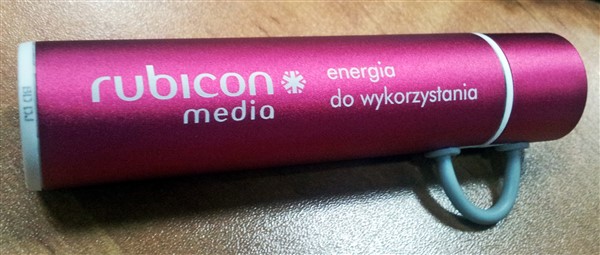 rubicon
media
energia
do wykorzystania